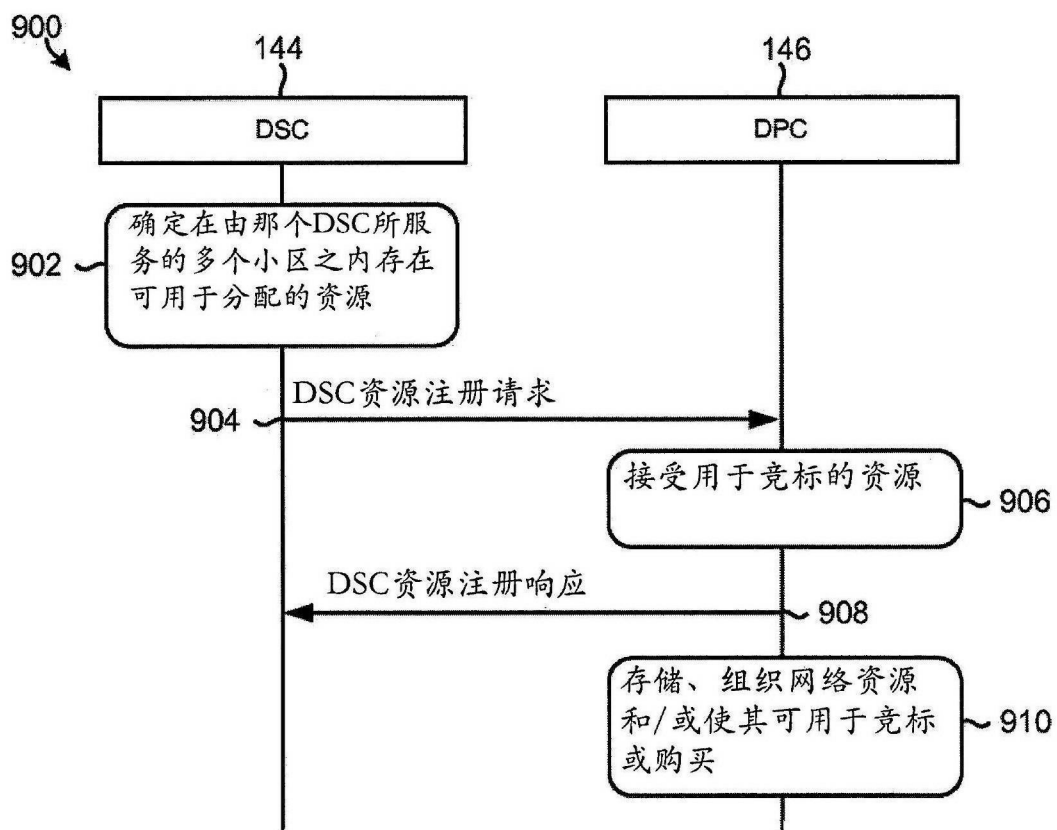 900
144
146
DSC
DPC
确定在由那个DSC所服
务的多个小区之内存在
可用于分配的资源
902
DSC资源注册请求
904
接受用于竞标的资源
906
DSC资源注册响应
908
存储、组织网络资源
和/或使其可用于竞标
或购买
910